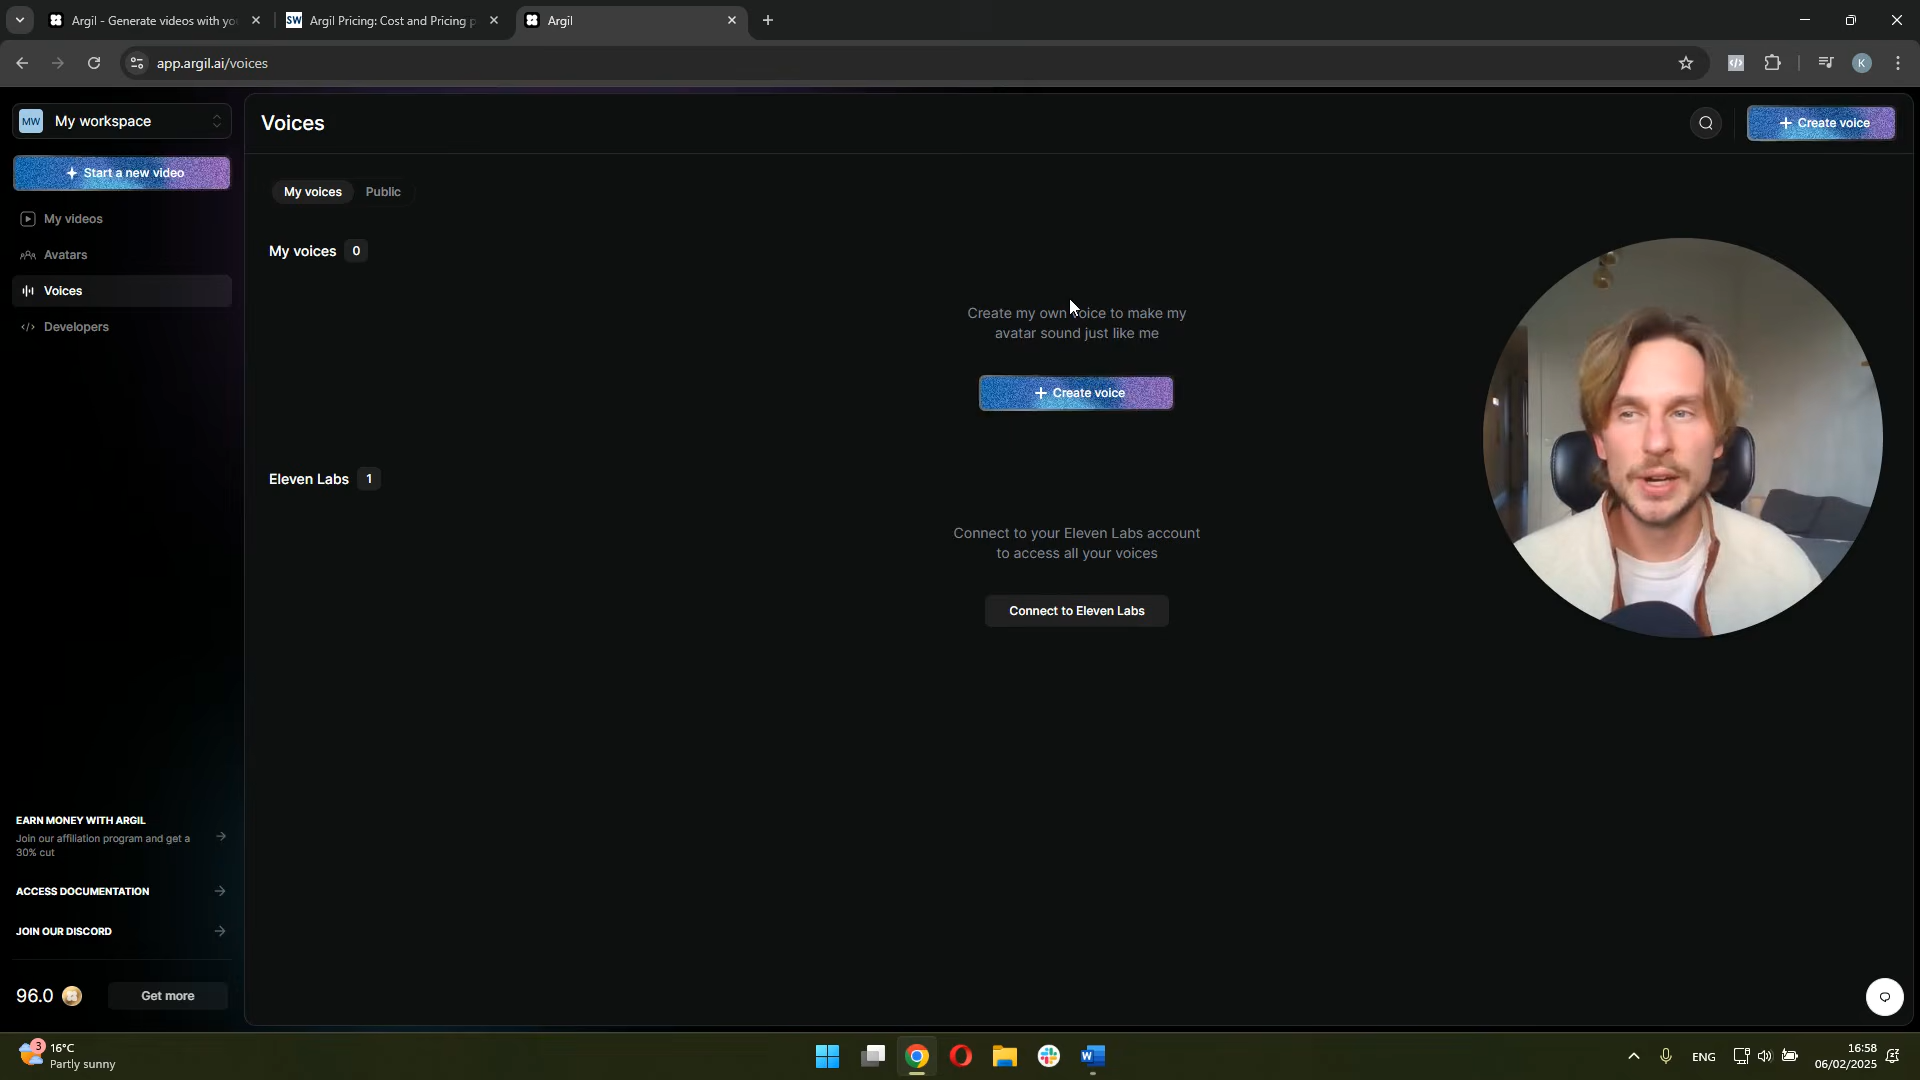 Argil - Generate videos with yo
SW Argil Pricing: Cost and Pricing p
Argil
app.argil.ai/voices
K
MW My workspace
Voices
+ Create voice
Start a new video
My voices Public
My videos
My voices 0
Avatars
Voices
Developers
Create my own voice to make my
avatar sound just like me
+ Create voice
Eleven Labs 1
Connect to your Eleven Labs account
to access all your voices
Connect to Eleven Labs
EARN MONEY WITH ARGIL
Join our affiliation program and get a
30% cut
ACCESS DOCUMENTATION
JOIN OUR DISCORD
96.0
Get more
3
16°C
Partly sunny
W
ENG
16:58
06/02/2025